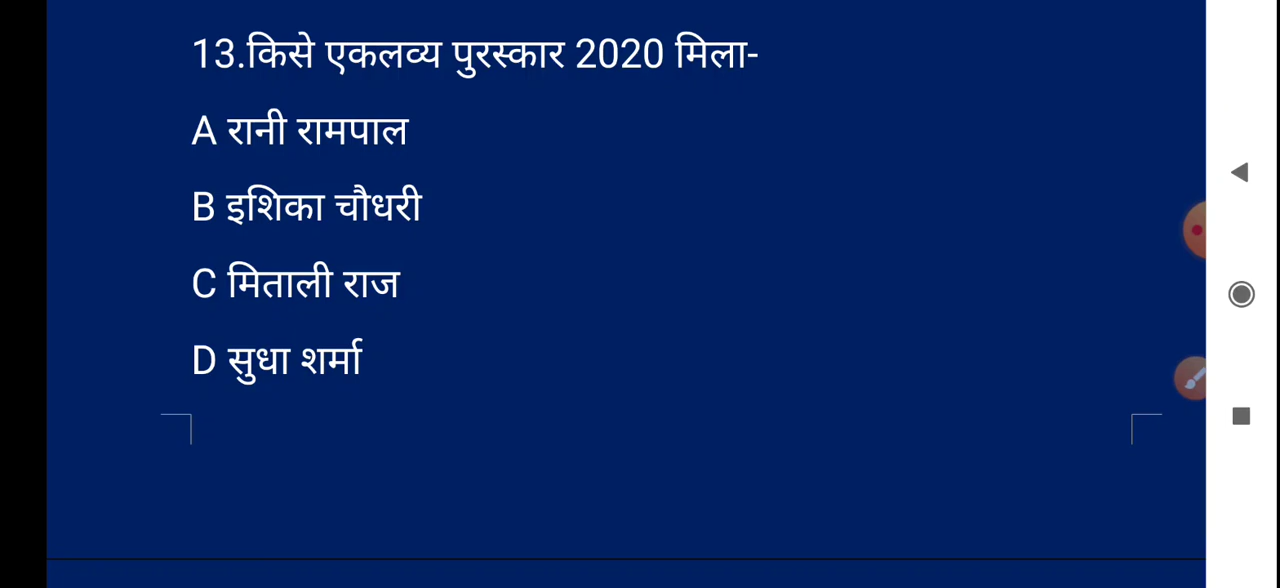 13.किसे एकलव्य पुरस्कार 2020 मिला-
A रानी रामपाल
B इशिका चौधरी
C मिताली राज
D सुधा शर्मा